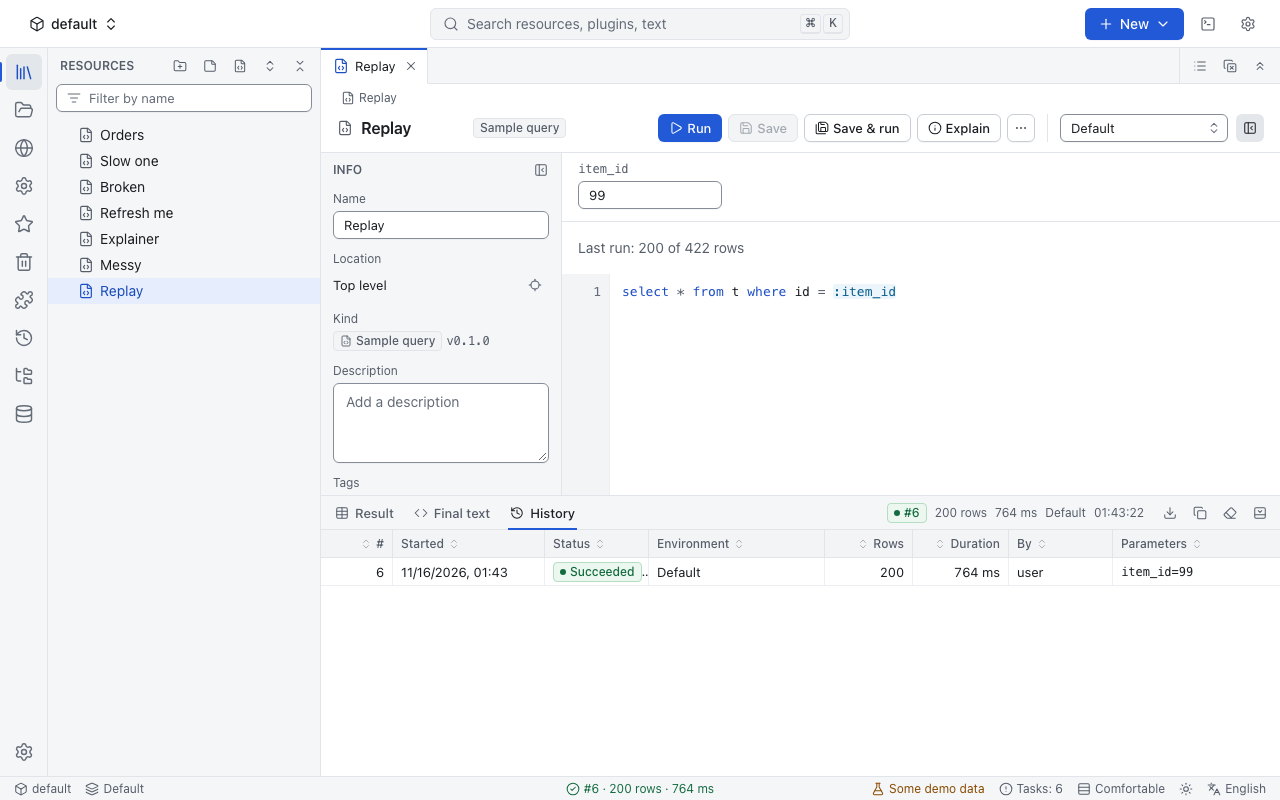 default
Search resources, plugins, text
⌘ K
New
RESOURCES
Filter by name
Orders
Slow one
Broken
Refresh me
Explainer
Messy
Replay
Replay
Replay
Replay
Sample query
Run
Save
Save & run
Explain
Default
INFO
Name
Replay
Location
Top level
Kind
Sample query v0.1.0
Description
Add a description
Tags
item_id
99
Last run: 200 of 422 rows
1 select * from t where id = :item_id
Result
Final text
History
#6 200 rows 764 ms Default 01:43:22
# Started Status Environment Rows Duration By Parameters
6 11/16/2026, 01:43 Succeeded Default 200 764 ms user item_id=99
default
Default
#6 · 200 rows · 764 ms
Some demo data
Tasks: 6
Comfortable
English